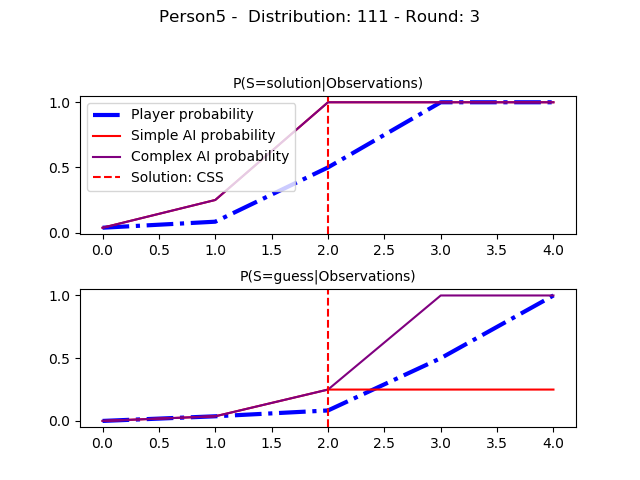 Person5 -  Distribution: 111 - Round: 3
P(S=solution|Observations)
1.0
0.5
0.0
Player probability
Simple AI probability
Complex AI probability
Solution: CSS
0.0 0.5 1.0 1.5 2.0 2.5 3.0 3.5 4.0
P(S=guess|Observations)
1.0
0.5
0.0
0.0 0.5 1.0 1.5 2.0 2.5 3.0 3.5 4.0